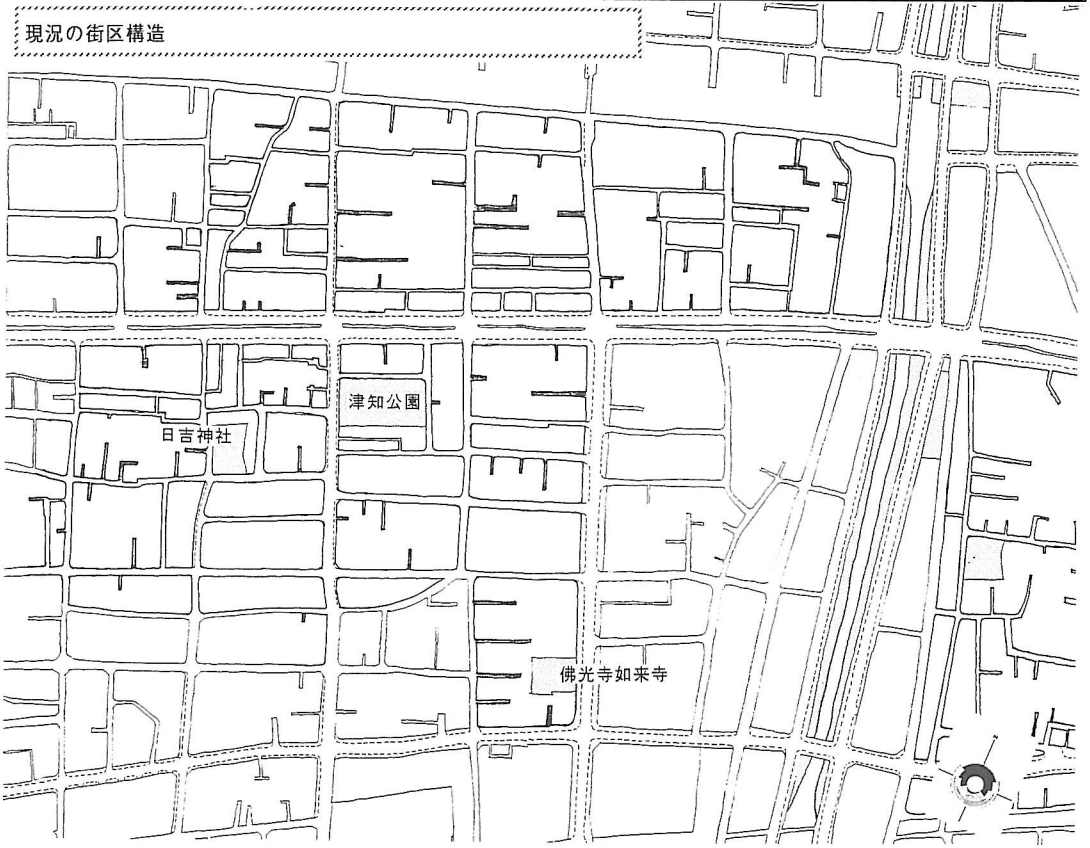 現況の街区構造
津知公園
日吉神社
佛光寺如来寺